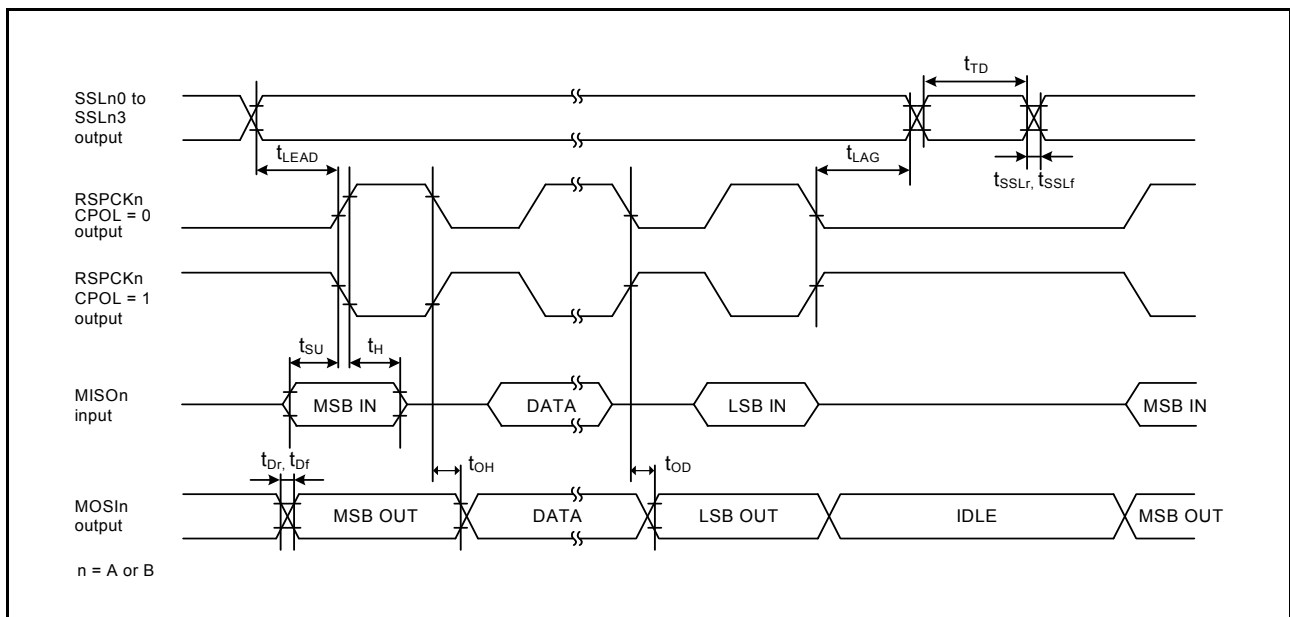 tTD
SSLn0 to
SSLn3
output
tLEAD
tLAG
tSSLr, tSSLf
RSPCKn
CPOL = 0
output
RSPCKn
CPOL = 1
output
tSU
tH
MISOn
input
MSB IN
DATA
LSB IN
MSB IN
tDr, tDf
tOH
tOD
MOSIn
output
MSB OUT
DATA
LSB OUT
IDLE
MSB OUT
n = A or B